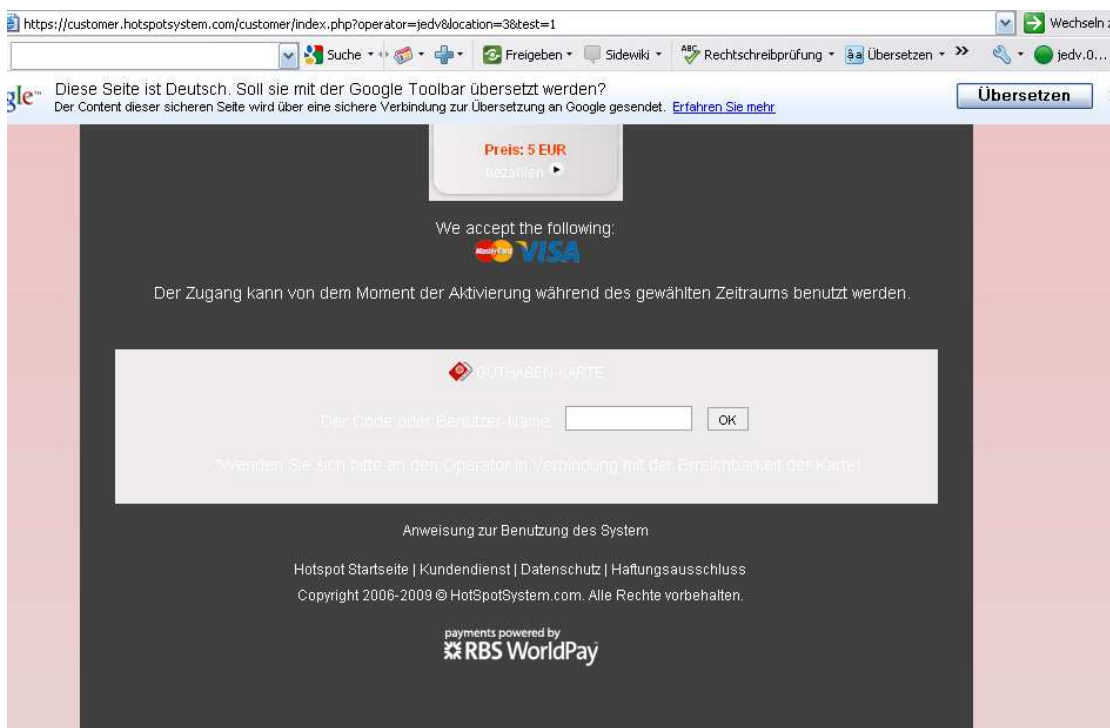 https://customer.hotspotsystem.com/customer/index.php?operator=jedv&location=3&test=1 Wechseln
Suche Freigeben Sidewiki Rechtschreibprüfung Übersetzen jedv.0...
gle™ Diese Seite ist Deutsch. Soll sie mit der Google Toolbar übersetzt werden? Übersetzen
Der Content dieser sicheren Seite wird über eine sichere Verbindung zur Übersetzung an Google gesendet. Erfahren Sie mehr
Preis: 5 EUR
bezahlen
We accept the following:
MasterCard VISA
Der Zugang kann von dem Moment der Aktivierung während des gewählten Zeitraums benutzt werden.
GUTHABEN-KARTE
Der Code oder Benutzer-Name: OK
*Wenden Sie sich bitte an den Operator in Verbindung mit der Erreichbarkeit der Karte!
Anweisung zur Benutzung des System
Hotspot Startseite | Kundendienst | Datenschutz | Haftungsausschluss
Copyright 2006-2009 © HotSpotSystem.com. Alle Rechte vorbehalten.
payments powered by
RBS WorldPay